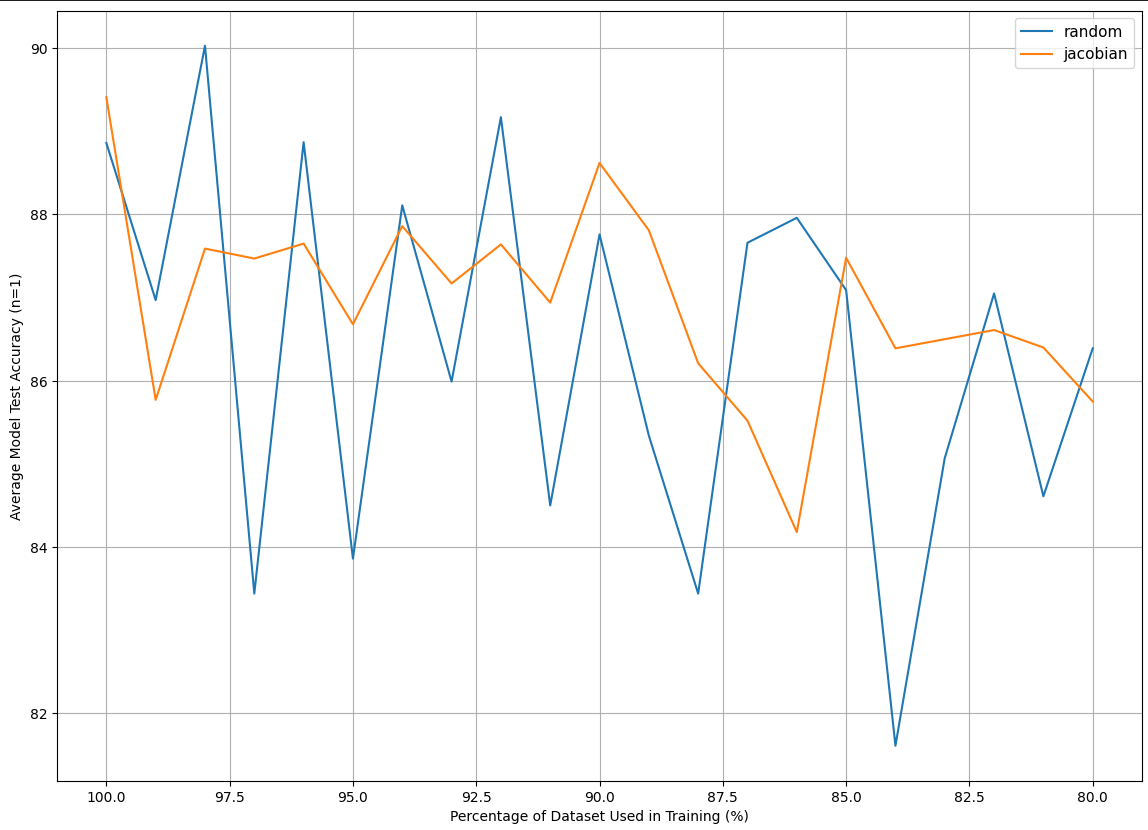 random
jacobian
90
88
86
84
82
Average Model Test Accuracy (n=1)
100.0 97.5 95.0 92.5 90.0 87.5 85.0 82.5 80.0
Percentage of Dataset Used in Training (%)